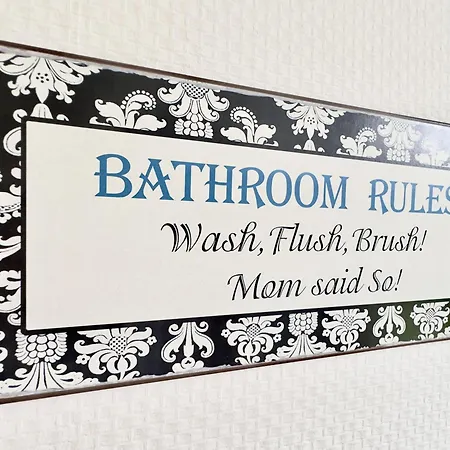 BATHROOM RULES
Wash, Flush, Brush!
Mom said So!